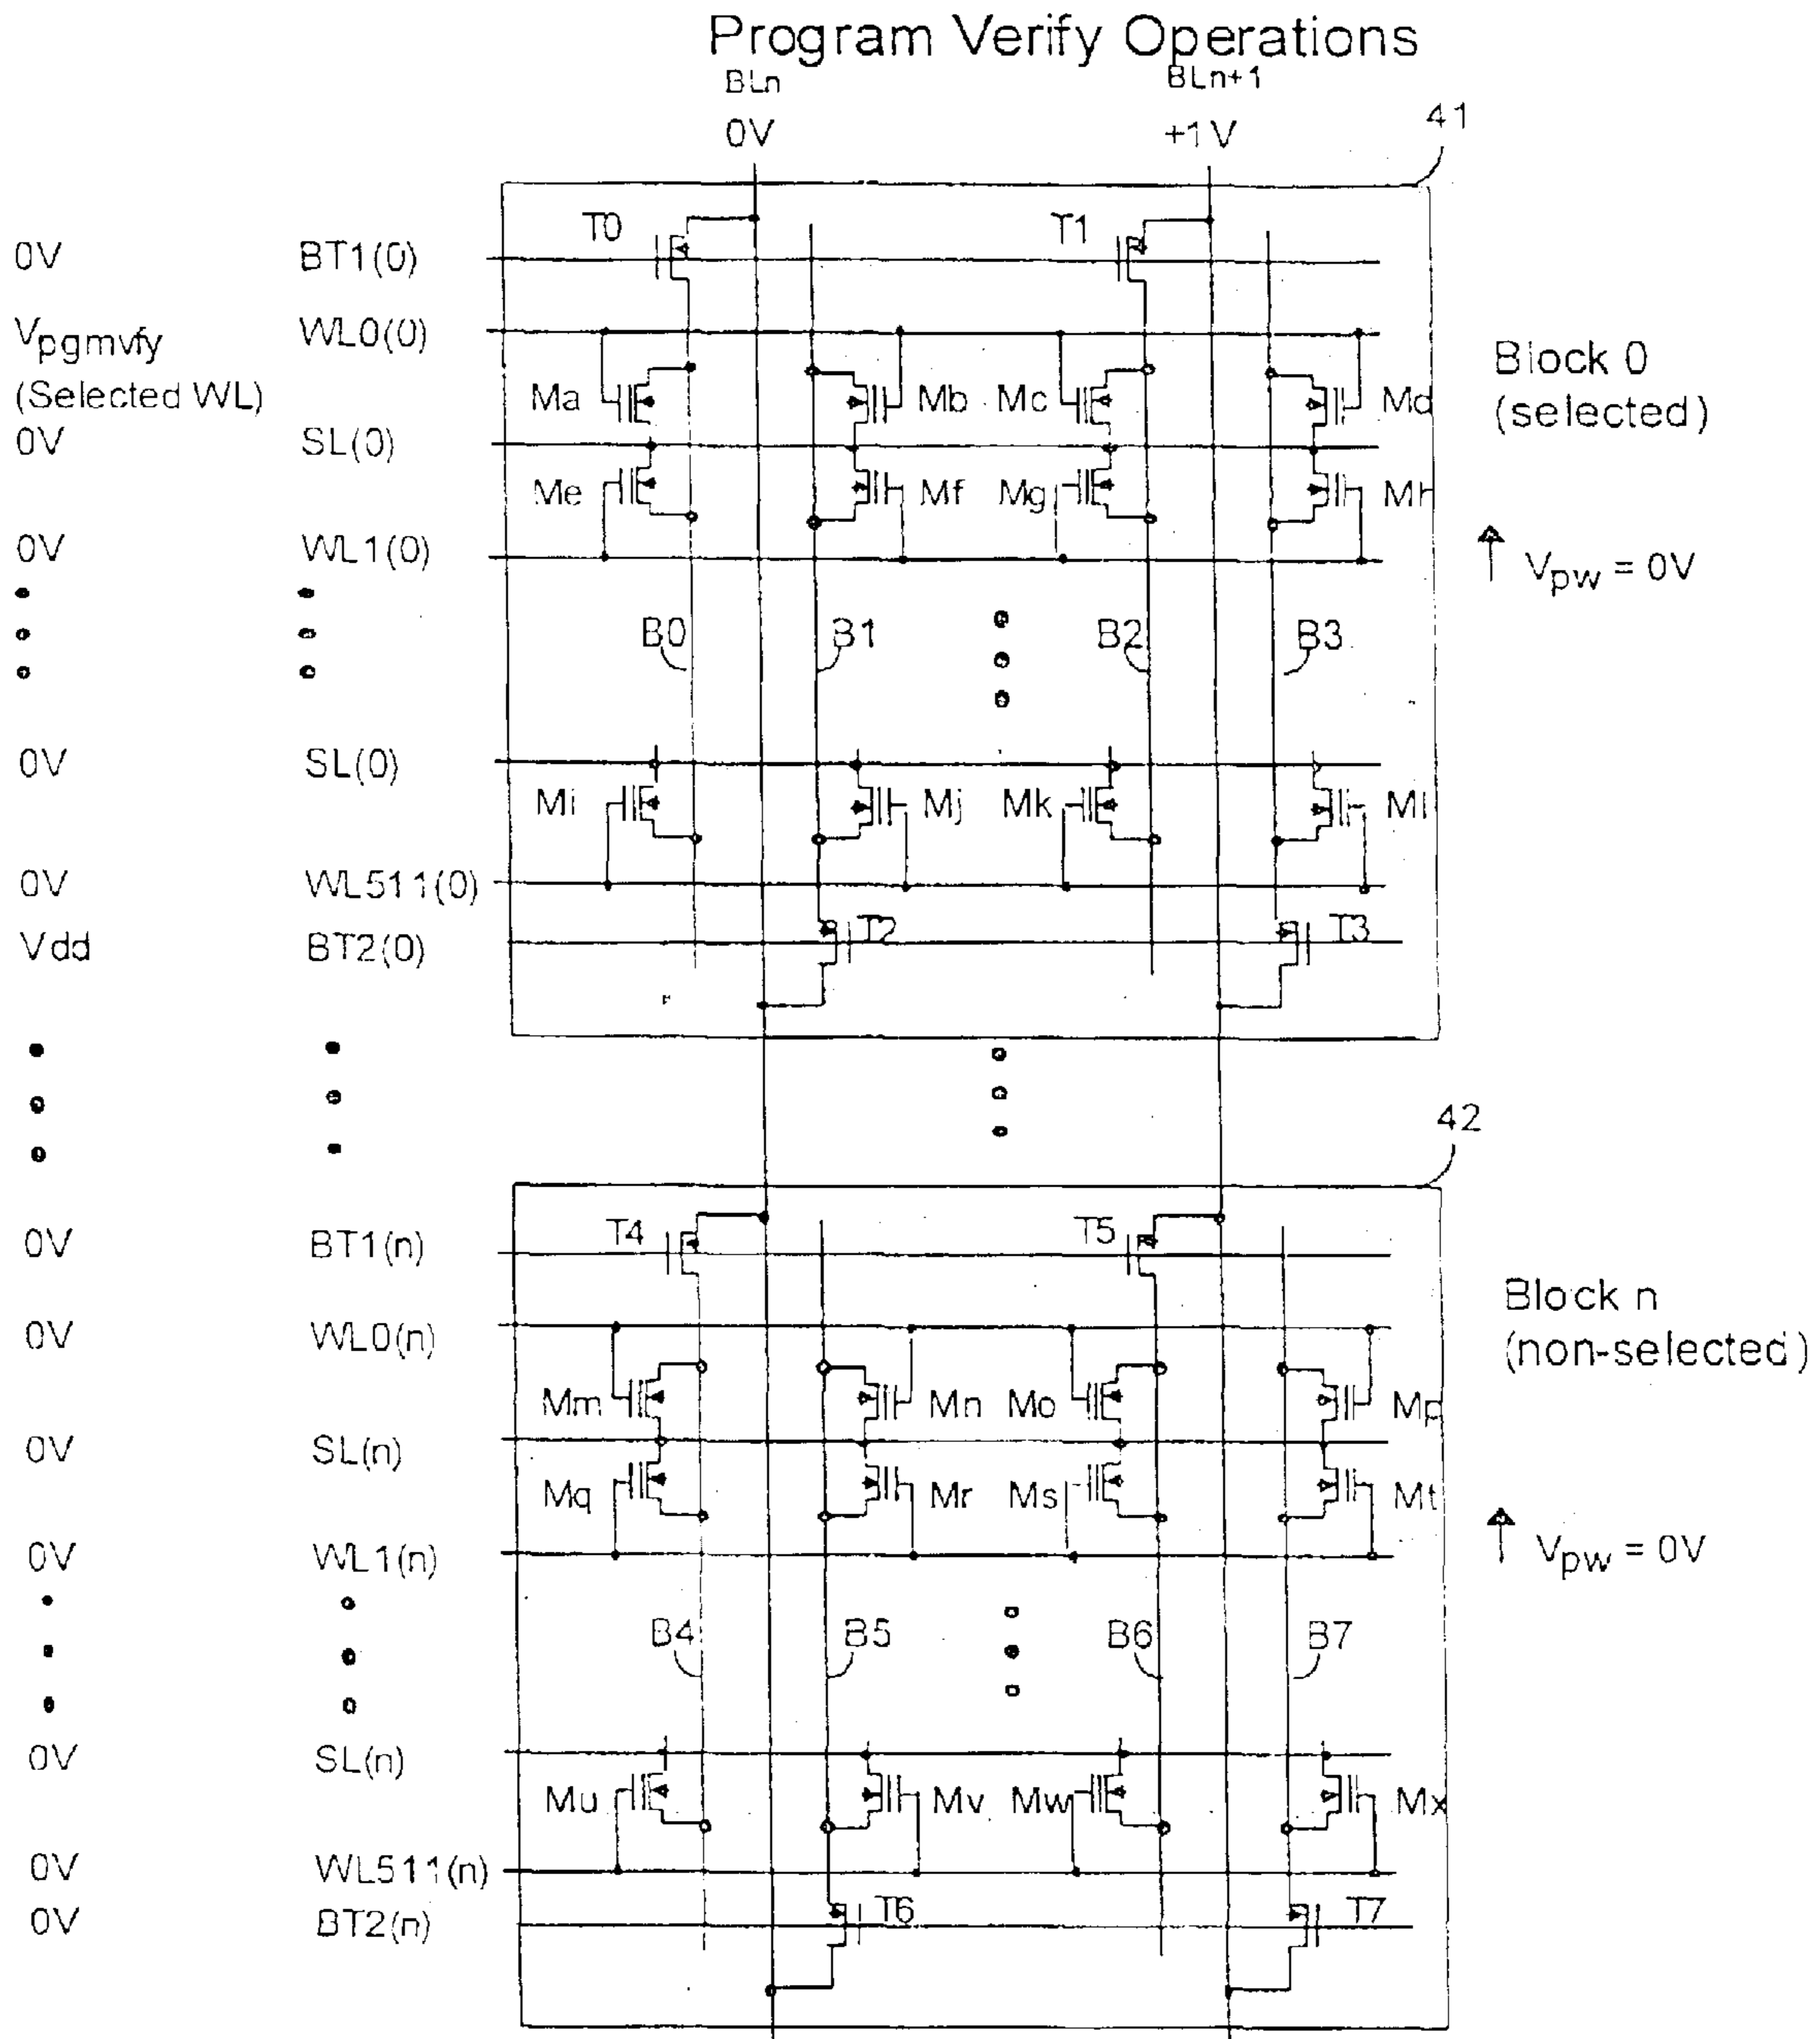 Program Verify Operations
BLn BLn+1
0V +1V 41
T0 T1
0V BT1(0)
Vpgmvfy WL0(0)
(Selected WL)
Block 0
(selected)
Ma Mb Mc Md
0V SL(0)
Me Mf Mg Mh
0V WL1(0)
Vpw = 0V
B0 B1 B2 B3
0V SL(0)
Mi Mj Mk Ml
0V WL511(0)
Vdd BT2(0) T2 T3
42
T4 T5
0V BT1(n)
Block n
(non-selected)
0V WL0(n)
Mm Mn Mo Mp
0V SL(n)
Mq Mr Ms Mt
0V WL1(n)
Vpw = 0V
B4 B5 B6 B7
0V SL(n)
Mu Mv Mw Mx
0V WL511(n)
0V BT2(n) T6 T7